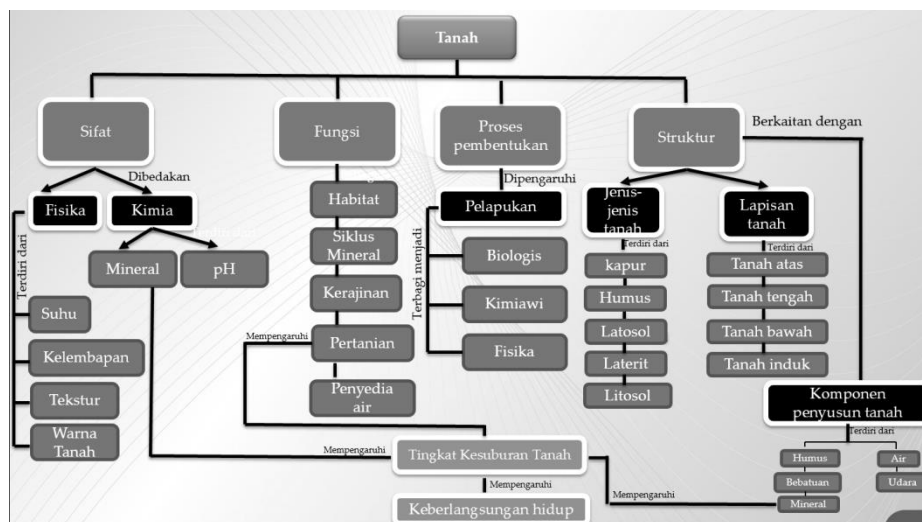 Tanah
Sifat
Fungsi
Proses
pembentukan
Struktur
Berkaitan dengan
Dibedakan
Dipengaruhi
Fisika
Kimia
Terdiri dari
Mineral
pH
Suhu
Kelembapan
Tekstur
Warna
Tanah
Habitat
Siklus
Mineral
Kerajinan
Mempengaruhi
Pertanian
Penyedia
air
Pelapukan
Terbagi menjadi
Biologis
Kimiawi
Fisika
Jenis-
jenis
tanah
Terdiri dari
kapur
Humus
Latosol
Laterit
Litosol
Lapisan
tanah
Terdiri dari
Tanah atas
Tanah tengah
Tanah bawah
Tanah induk
Komponen
penyusun tanah
Terdiri dari
Humus
Air
Bebatuan
Udara
Mineral
Mempengaruhi
Tingkat Kesuburan Tanah
Mempengaruhi
Mempengaruhi
Keberlangsungan hidup